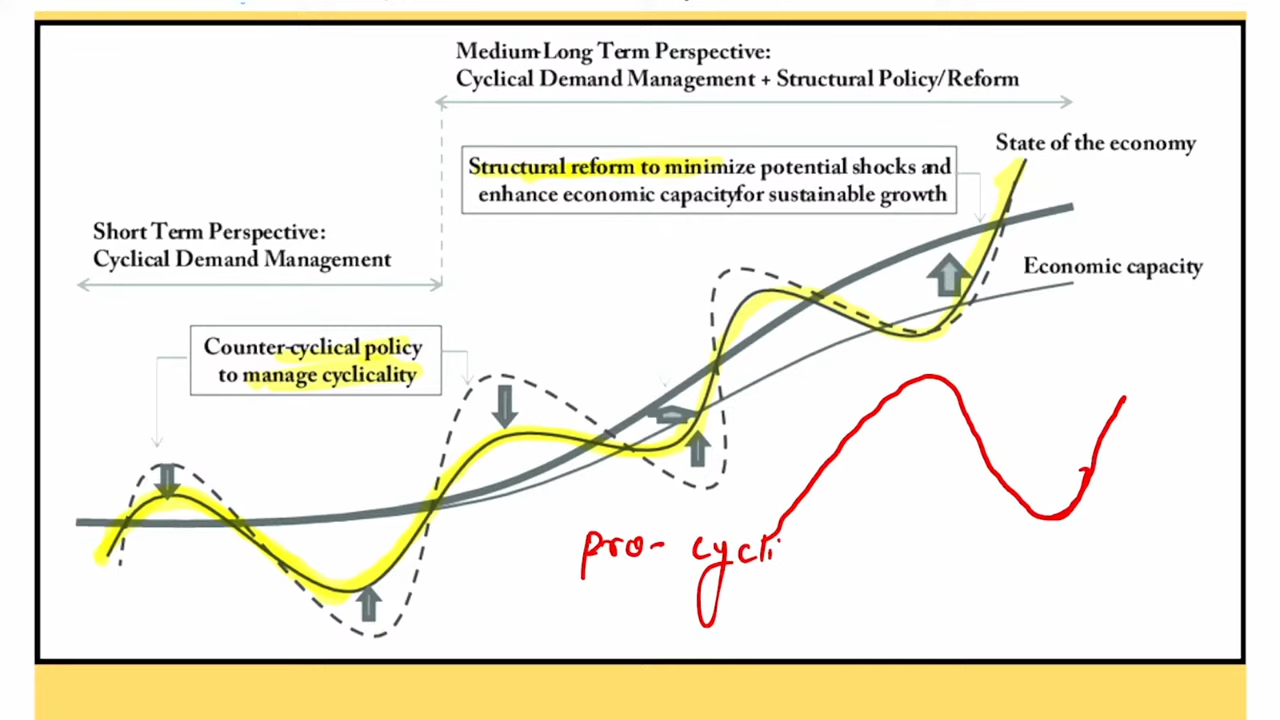 Medium-Long Term Perspective:
Cyclical Demand Management + Structural Policy/Reform
State of the economy
Structural reform to minimize potential shocks and
enhance economic capacityfor sustainable growth
Short Term Perspective:
Cyclical Demand Management
Economic capacity
Counter-cyclical policy
to manage cyclicality
pro- cycli